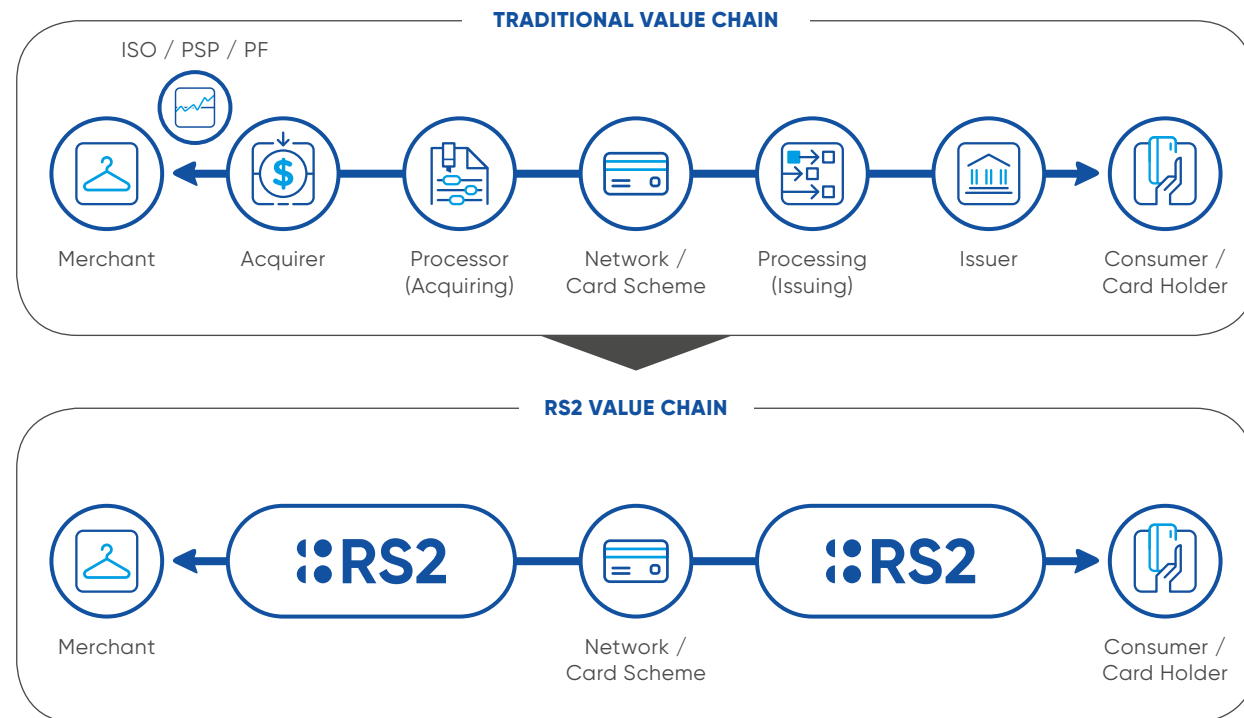 TRADITIONAL VALUE CHAIN
ISO / PSP / PF
$
Merchant
Acquirer
Processor
(Acquiring)
Network /
Card Scheme
Processing
(Issuing)
Issuer
Consumer /
Card Holder
RS2 VALUE CHAIN
RS2
RS2
Merchant
Network /
Card Scheme
Consumer /
Card Holder